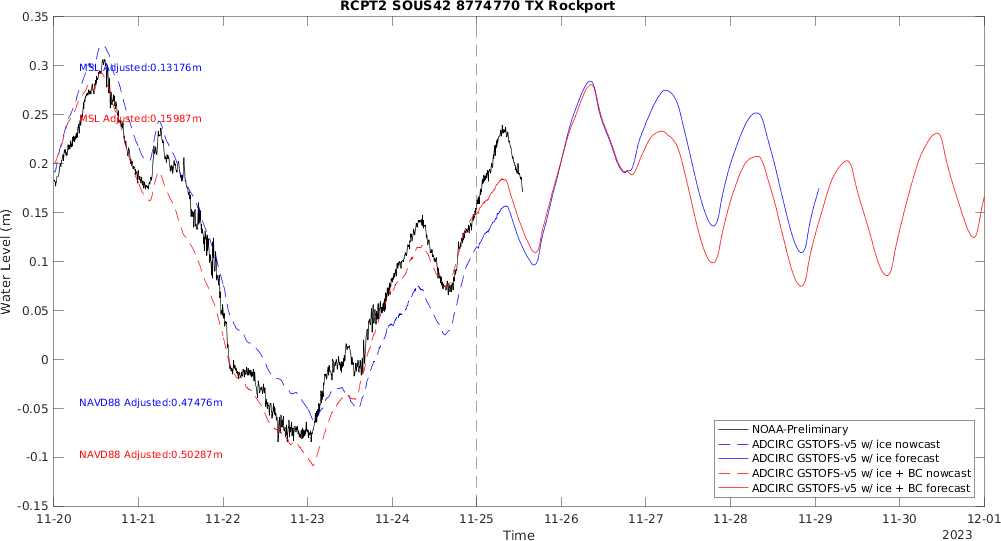 RCPT2 SOUS42 8774770 TX Rockport
0.35
0.3
0.25
0.2
0.15
0.1
0.05
0
-0.05
-0.1
-0.15
Water Level (m)
MSL Adjusted:0.13176m
MSL Adjusted:0.15987m
NAVD88 Adjusted:0.47476m
NAVD88 Adjusted:0.50287m
NOAA-Preliminary
ADCIRC GSTOFS-v5 w/ ice nowcast
ADCIRC GSTOFS-v5 w/ ice forecast
ADCIRC GSTOFS-v5 w/ ice + BC nowcast
ADCIRC GSTOFS-v5 w/ ice + BC forecast
11-20 11-21 11-22 11-23 11-24 11-25 11-26 11-27 11-28 11-29 11-30 12-01
Time
2023